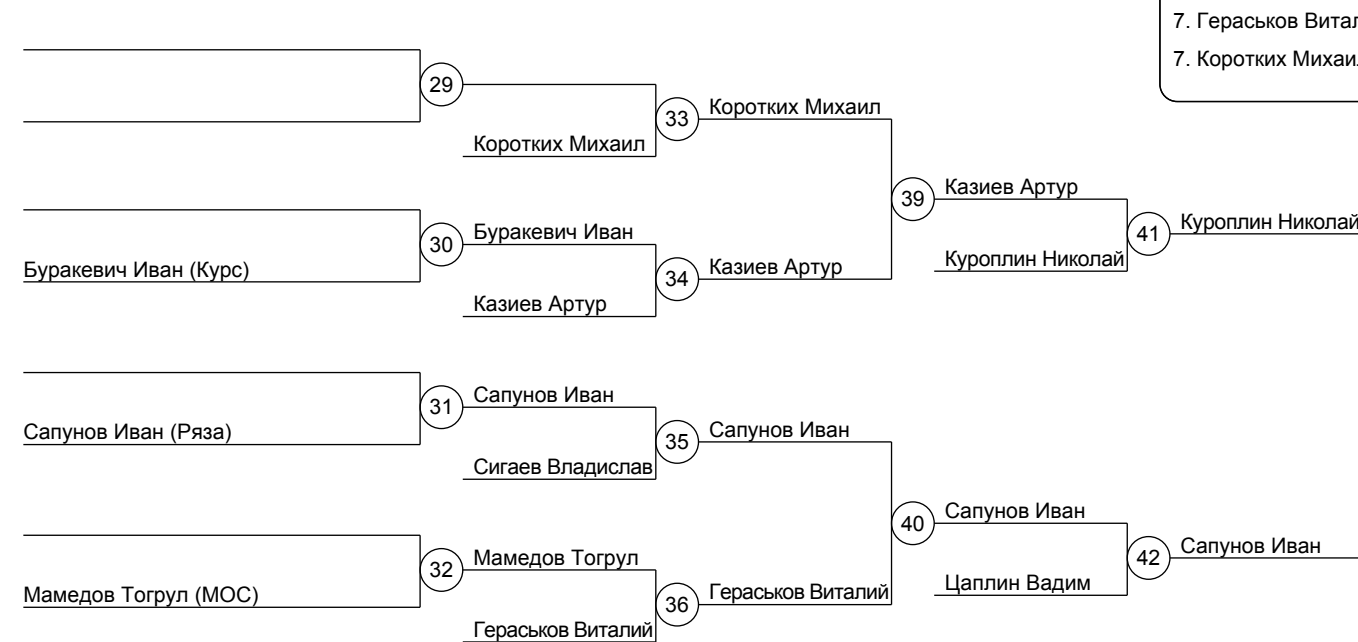 7. Гераськов Витал
7. Коротких Михаил
29
33
Коротких Михаил
Коротких Михаил
39
Казиев Артур
41
Куроплин Николай
30
Буракевич Иван
34
Казиев Артур
Куроплин Николай
Буракевич Иван (Курс)
Казиев Артур
31
Сапунов Иван
35
Сапунов Иван
Сапунов Иван (Ряза)
Сигаев Владислав
40
Сапунов Иван
42
Сапунов Иван
32
Мамедов Тогрул
36
Гераськов Виталий
Цаплин Вадим
Мамедов Тогрул (МОС)
Гераськов Виталий